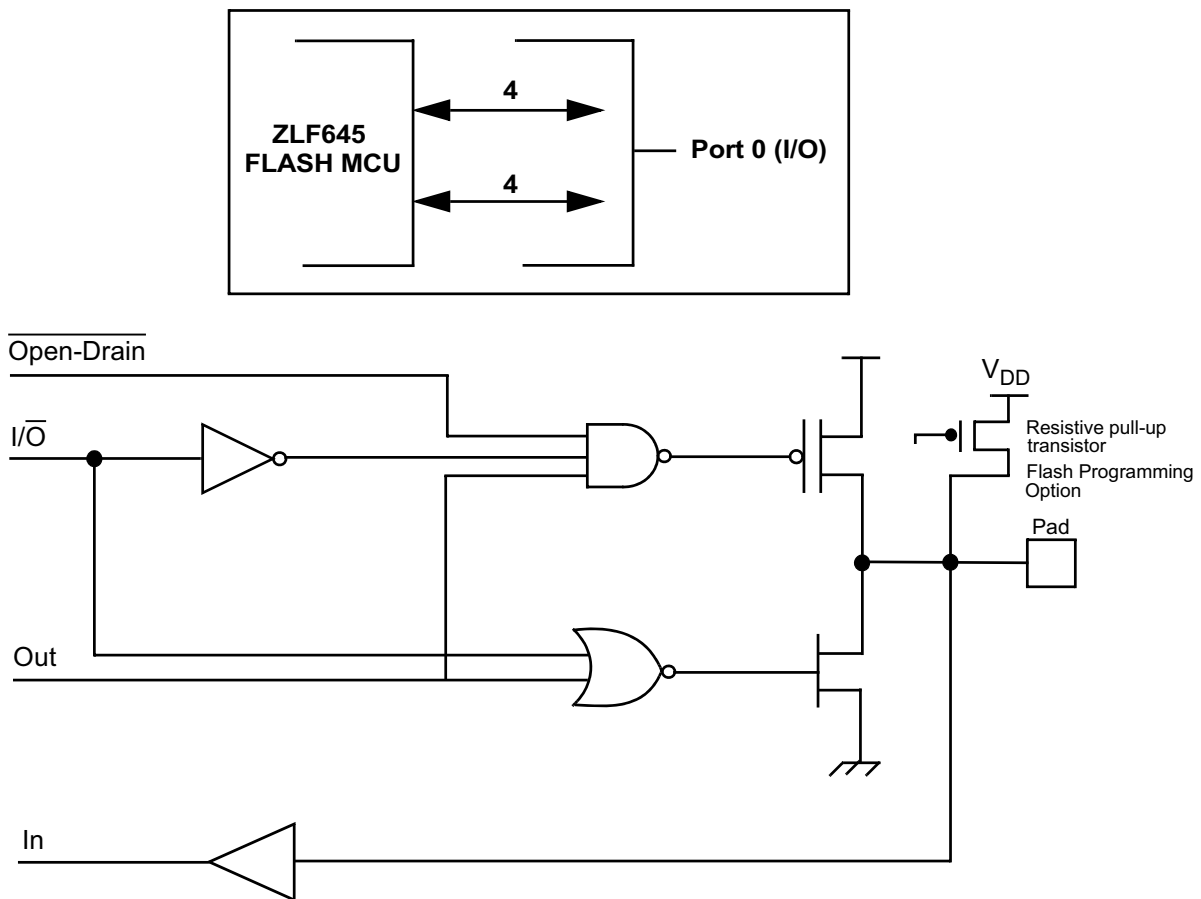 4
ZLF645
FLASH MCU
Port 0 (I/O)
4
Open-Drain
VDD
I/O
Resistive pull-up
transistor
Flash Programming
Option
Pad
Out
In